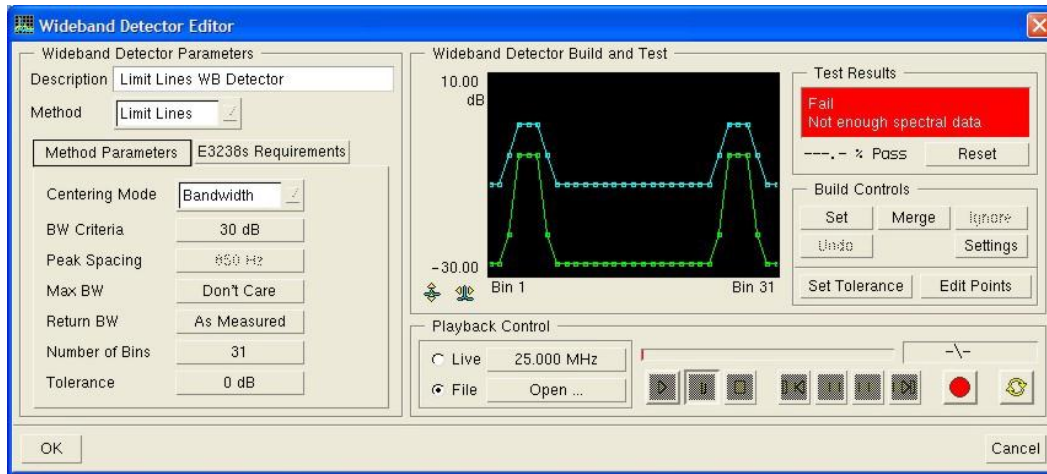 Wideband Detector Editor
Wideband Detector Parameters
Description Limit Lines WB Detector
Method Limit Lines
Method Parameters E3238s Requirements
Centering Mode Bandwidth
BW Criteria 30 dB
Peak Spacing 650 Hz
Max BW Don't Care
Return BW As Measured
Number of Bins 31
Tolerance 0 dB
Wideband Detector Build and Test
10.00
dB
-30.00
Bin 1 Bin 31
Test Results
Fail
Not enough spectral data
---.- % Pass Reset
Build Controls
Set Merge Ignore
Undo Settings
Set Tolerance Edit Points
Playback Control
Live 25.000 MHz
File Open ...
-\-
OK Cancel